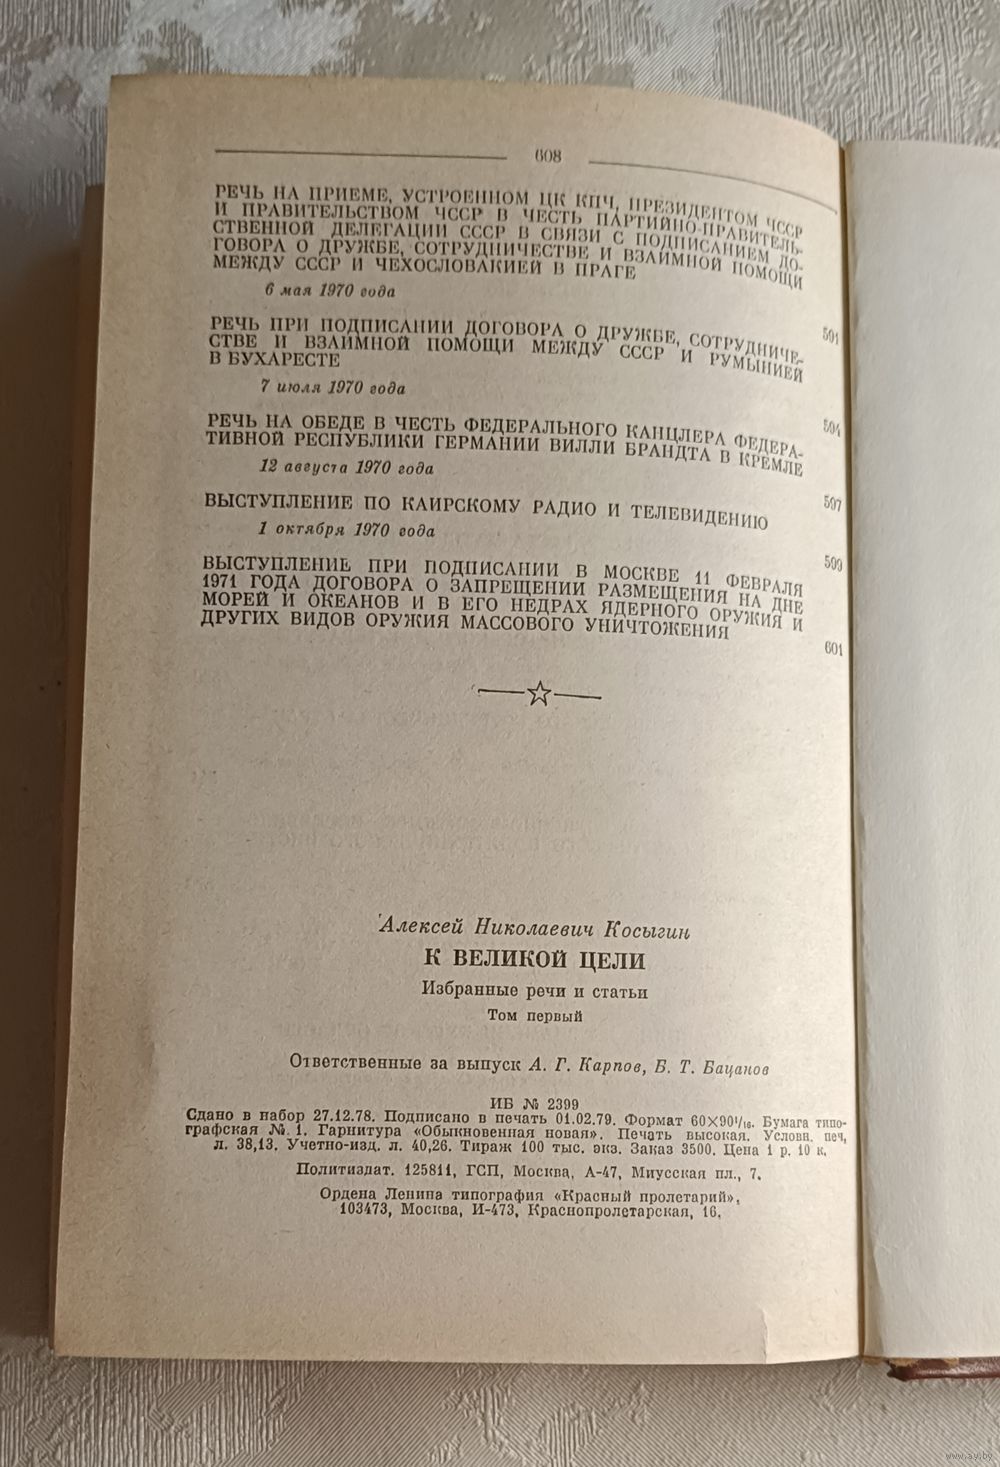 608
РЕЧЬ НА ПРИЕМЕ, УСТРОЕННОМ ЦК КПЧ, ПРЕЗИДЕНТОМ ЧССР
И ПРАВИТЕЛЬСТВОМ ЧССР В ЧЕСТЬ ПАРТИЙНО-ПРАВИТЕЛЬ-
СТВЕННОЙ ДЕЛЕГАЦИИ СССР В СВЯЗИ С ПОДПИСАНИЕМ ДО-
ГОВОРА О ДРУЖБЕ, СОТРУДНИЧЕСТВЕ И ВЗАИМНОЙ ПОМОЩИ
МЕЖДУ СССР И ЧЕХОСЛОВАКИЕЙ В ПРАГЕ
6 мая 1970 года
591
РЕЧЬ ПРИ ПОДПИСАНИИ ДОГОВОРА О ДРУЖБЕ, СОТРУДНИЧЕ-
СТВЕ И ВЗАИМНОЙ ПОМОЩИ МЕЖДУ СССР И РУМЫНИЕЙ
В БУХАРЕСТЕ
7 июля 1970 года
594
РЕЧЬ НА ОБЕДЕ В ЧЕСТЬ ФЕДЕРАЛЬНОГО КАНЦЛЕРА ФЕДЕРА-
ТИВНОЙ РЕСПУБЛИКИ ГЕРМАНИИ ВИЛЛИ БРАНДТА В КРЕМЛЕ
12 августа 1970 года
597
ВЫСТУПЛЕНИЕ ПО КАИРСКОМУ РАДИО И ТЕЛЕВИДЕНИЮ
1 октября 1970 года
599
ВЫСТУПЛЕНИЕ ПРИ ПОДПИСАНИИ В МОСКВЕ 11 ФЕВРАЛЯ
1971 ГОДА ДОГОВОРА О ЗАПРЕЩЕНИИ РАЗМЕЩЕНИЯ НА ДНЕ
МОРЕЙ И ОКЕАНОВ И В ЕГО НЕДРАХ ЯДЕРНОГО ОРУЖИЯ И
ДРУГИХ ВИДОВ ОРУЖИЯ МАССОВОГО УНИЧТОЖЕНИЯ
601
Алексей Николаевич Косыгин
К ВЕЛИКОЙ ЦЕЛИ
Избранные речи и статьи
Том первый
Ответственные за выпуск А. Г. Карпов, Б. Т. Бацанов
ИБ № 2399
Сдано в набор 27.12.78. Подписано в печать 01.02.79. Формат 60×90¹/₁₆. Бумага типо-
графская № 1. Гарнитура «Обыкновенная новая». Печать высокая. Условн. печ.
л. 38,13. Учетно-изд. л. 40,26. Тираж 100 тыс. экз. Заказ 3500. Цена 1 р. 10 к.
Политиздат. 125811, ГСП, Москва, А-47, Миусская пл., 7.
Ордена Ленина типография «Красный пролетарий».
103473, Москва, И-473, Краснопролетарская, 16.
www.ay.by